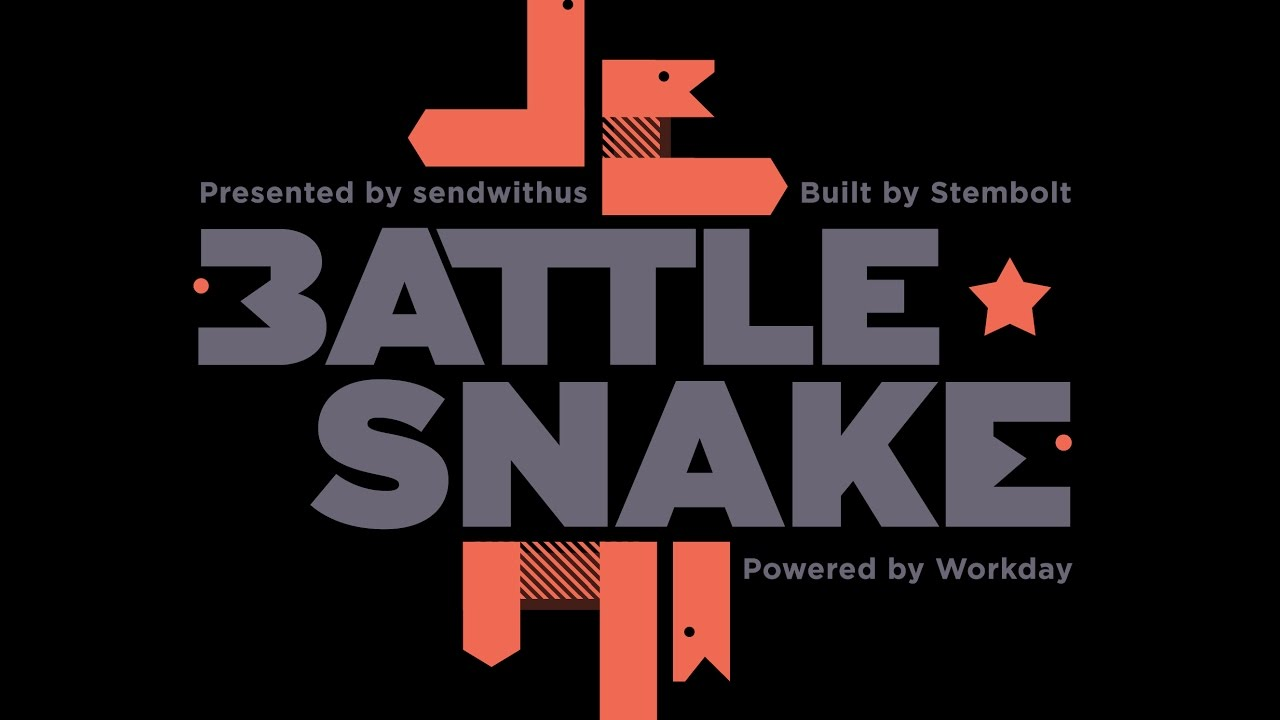 Presented by sendwithus
Built by Stembolt
BATTLE
SNAKE
Powered by Workday